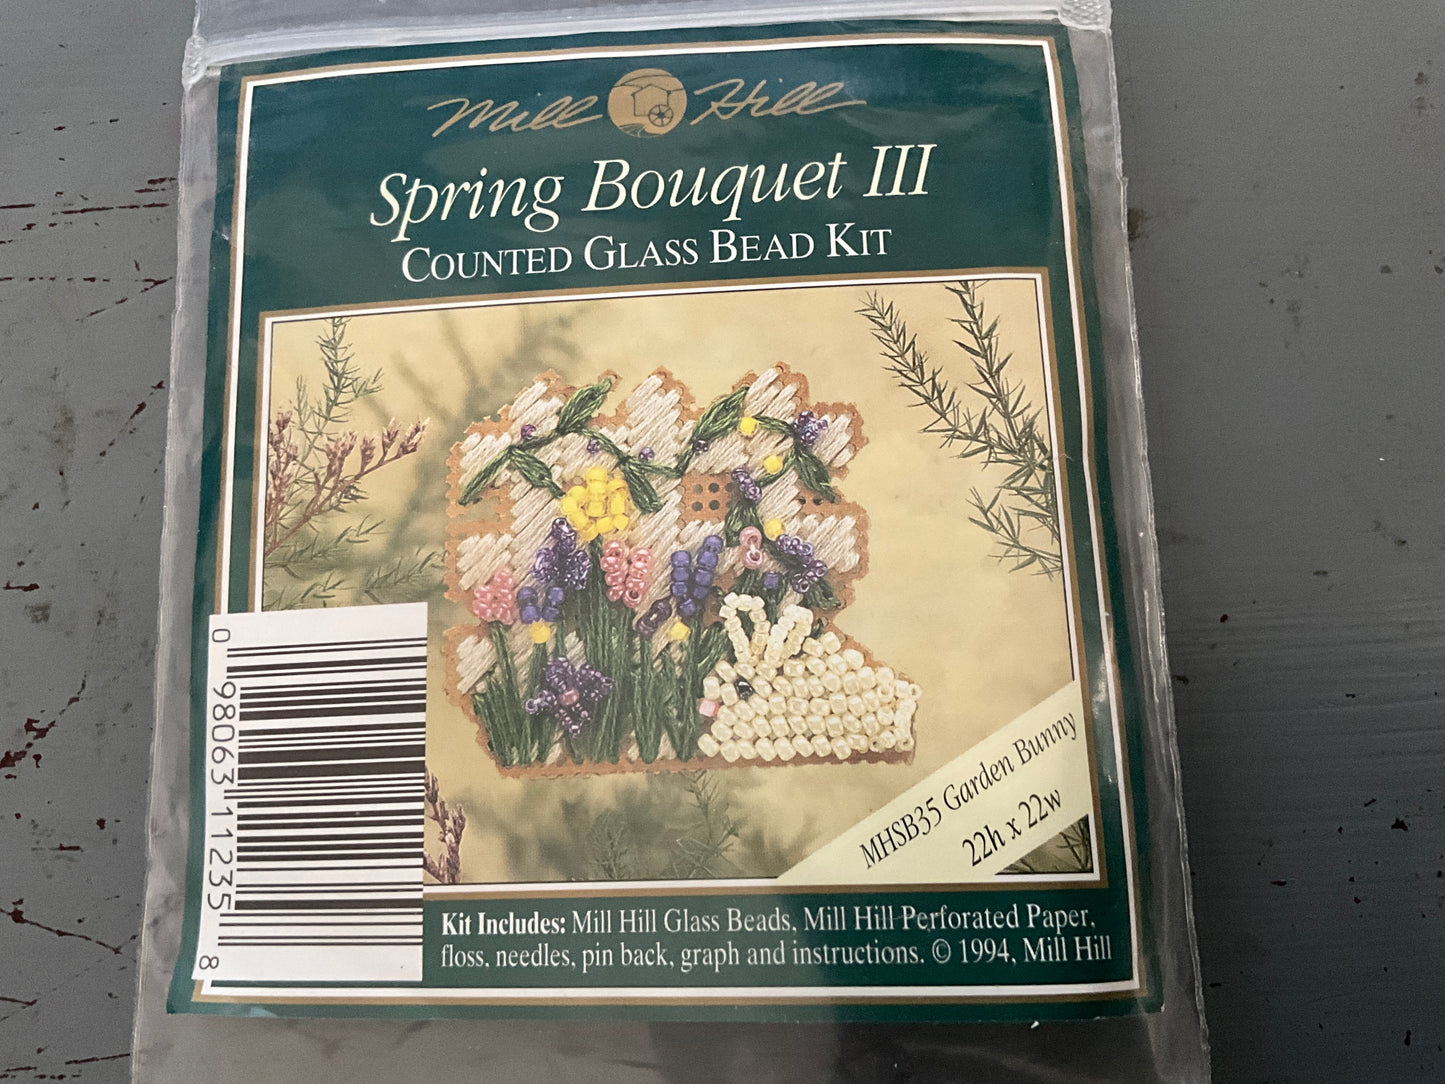 Mill Hill
Spring Bouquet III
COUNTED GLASS BEAD KIT
MHSB35 Garden Bunny
22h x 22w
0 98063 11235 8
Kit Includes: Mill Hill Glass Beads, Mill Hill Perforated Paper,
floss, needles, pin back, graph and instructions. © 1994, Mill Hill